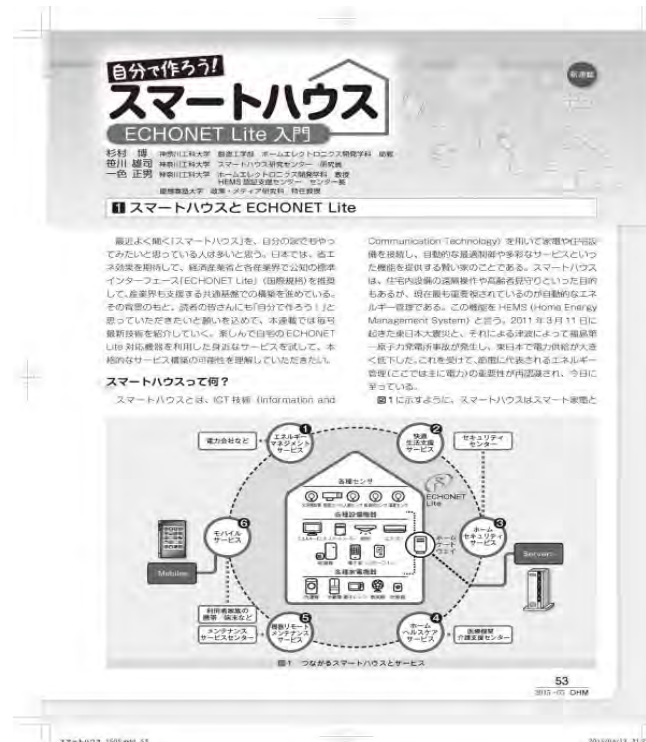 自分で作ろう!
新連載
スマートハウス
ECHONET Lite 入門
杉村 博 神奈川工科大学 創造工学部 ホームエレクトロニクス開発学科 助教
笹川 雄司 神奈川工科大学 スマートハウス研究センター 研究員
一色 正男 神奈川工科大学 ホームエレクトロニクス開発学科 教授
HEMS 認証支援センター センター長
慶應義塾大学 政策・メディア研究科 特任教授
1 スマートハウスと ECHONET Lite
最近よく聞く「スマートハウス」を、自分の家でもやっ
てみたいと思っている人は多いと思う。日本では、省エ
ネ効果を期待して、経済産業省と各産業界で公知の標準
インターフェース「ECHONET Lite」(国際規格)を推奨
して、産業界も支援する共通基盤での構築を進めている。
その背景のもと、読者の皆さんにも「自分で作ろう!」と
思っていただきたいと願いを込めて、本連載では毎号
最新技術を紹介していく。楽しんで自宅の ECHONET
Lite 対応機器を利用した身近なサービスを試して、本
格的なサービス構築の可能性を理解していただきたい。
スマートハウスって何?
スマートハウスとは、ICT 技術 (Information and
Communication Technology) を用いて家電や住宅設
備を接続し、自動的な最適制御や多彩なサービスといっ
た機能を提供する賢い家のことである。スマートハウス
は、住宅内設備の遠隔操作や高齢者見守りといった目的
もあるが、現在最も重要視されているのが自動的なエネ
ルギー管理である。この機能を HEMS (Home Energy
Management System) と言う。2011 年 3 月 11 日に
起きた東日本大震災と、それによる津波によって福島第
一原子力発電所事故が発生し、東日本で電力供給が大き
く低下した。これを受けて、節電に代表されるエネルギー
管理(ここでは主に電力)の重要性が再認識され、今日に
至っている。
図1に示すように、スマートハウスはスマート家電と
電力会社など
1
エネルギー
マネジメント
サービス
2
快適
生活支援
サービス
セキュリティ
センター
各種センサ
ECHONET
Lite
各種設備機器
6
モバイル
サービス
Mobile
ホーム
ゲート
ウェイ
3
ホーム
セキュリティ
サービス
Server
各種家電機器
利用者家族の
携帯・端末など
メンテナンス
サービスセンター
5
機器リモート
メンテナンス
サービス
4
ホーム
ヘルスケア
サービス
医療機関
介護支援センター
図1 つながるスマートハウスとサービス
53
OHM